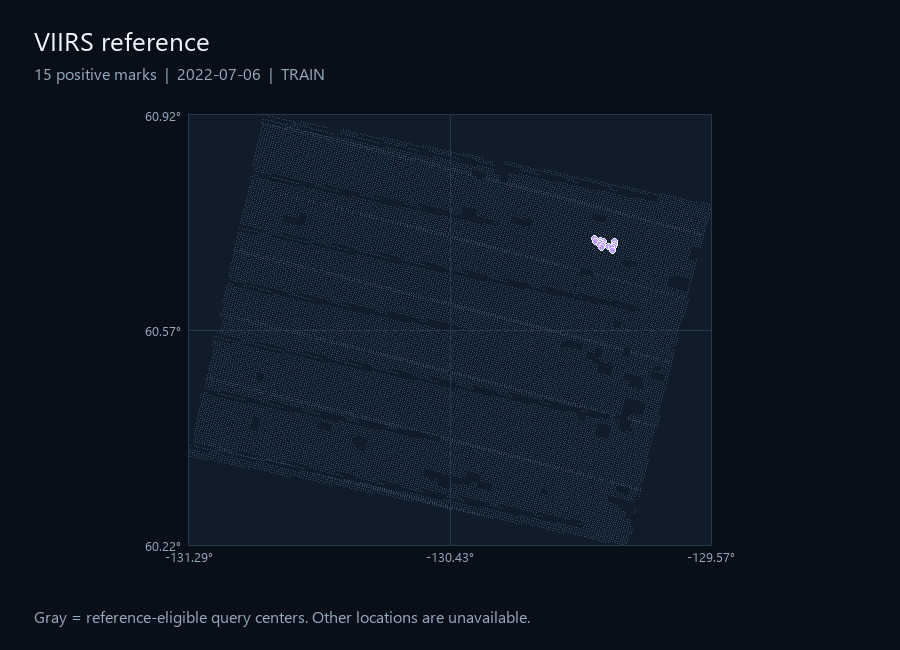 VIIRS reference
15 positive marks | 2022-07-06 | TRAIN
60.92°
60.57°
60.22°
-131.29°
-130.43°
-129.57°
Gray = reference-eligible query centers. Other locations are unavailable.